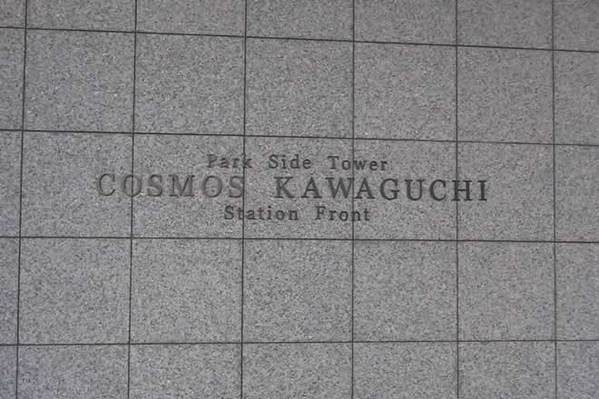 Park Side Tower
COSMOS KAWAGUCHI
Station Front